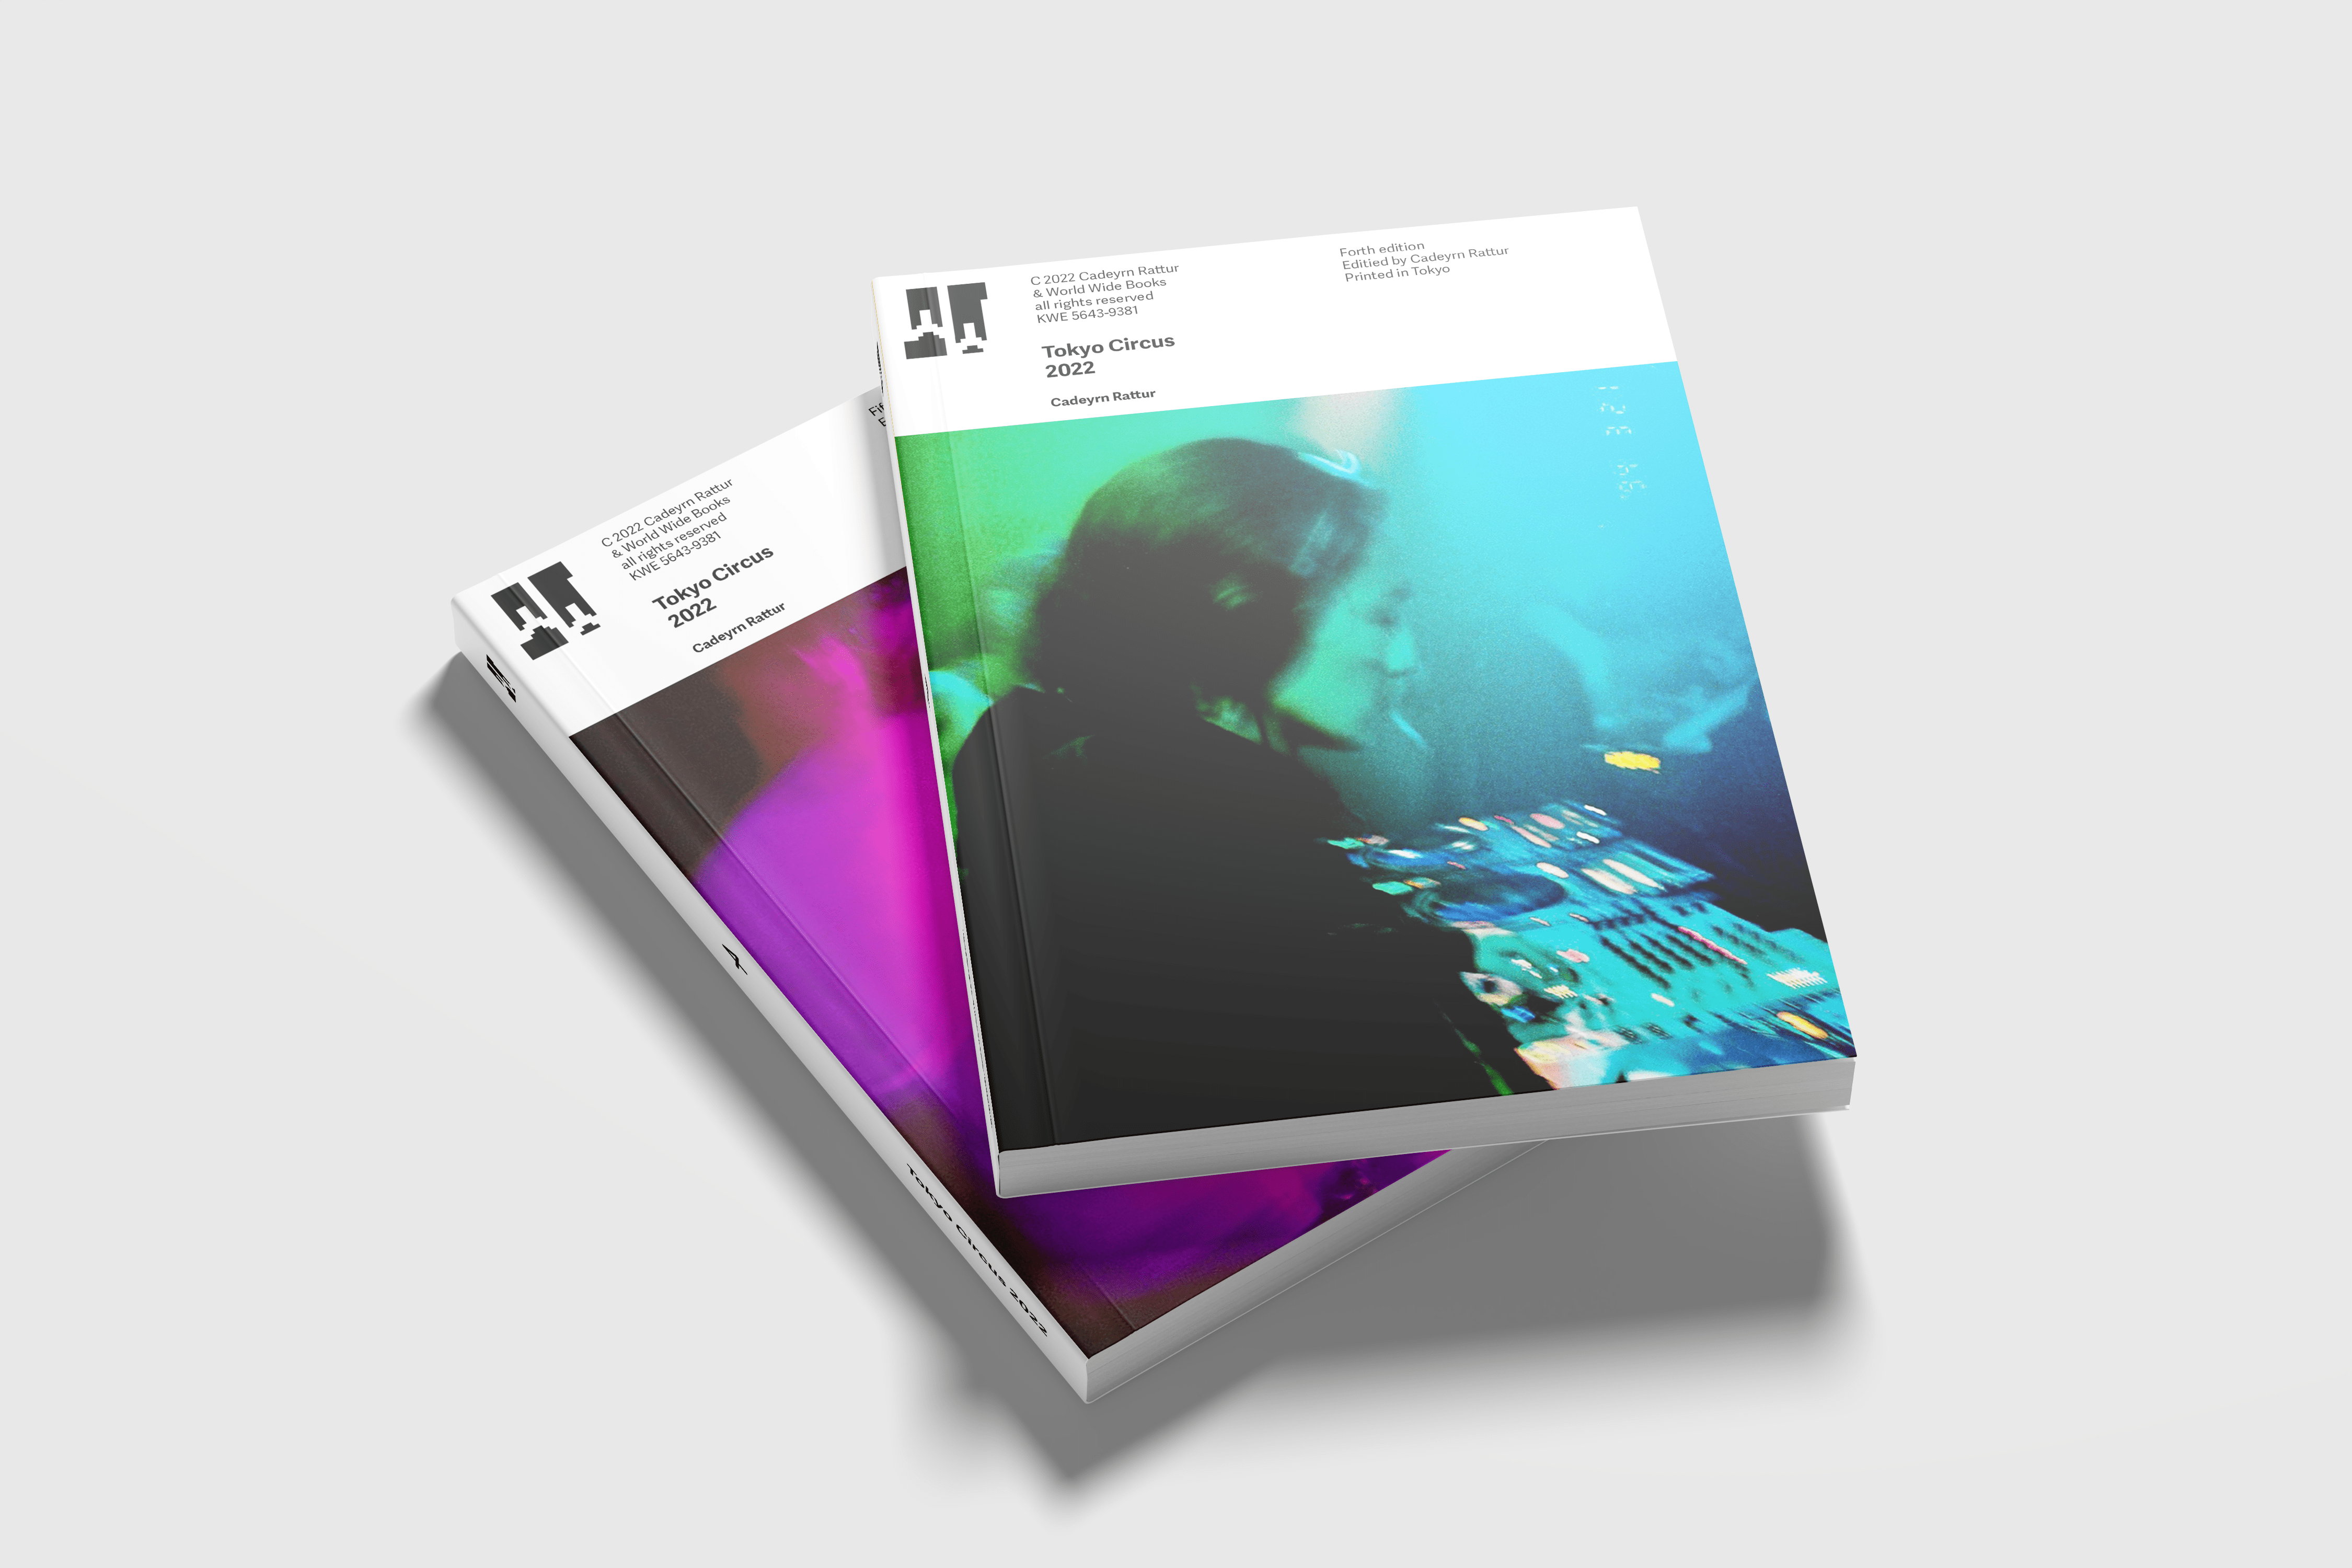 C 2022 Cadeyrn Rattur
& World Wide Books
all rights reserved
KWE 5643-9381
Tokyo Circus
2022
Cadeyrn Rattur
Forth edition
Editied by Cadeyrn Rattur
Printed in Tokyo
C 2022 Cadeyrn Rattur
& World Wide Books
all rights reserved
KWE 5643-9381
Tokyo Circus
2022
Cadeyrn Rattur
Tokyo Circus 2022